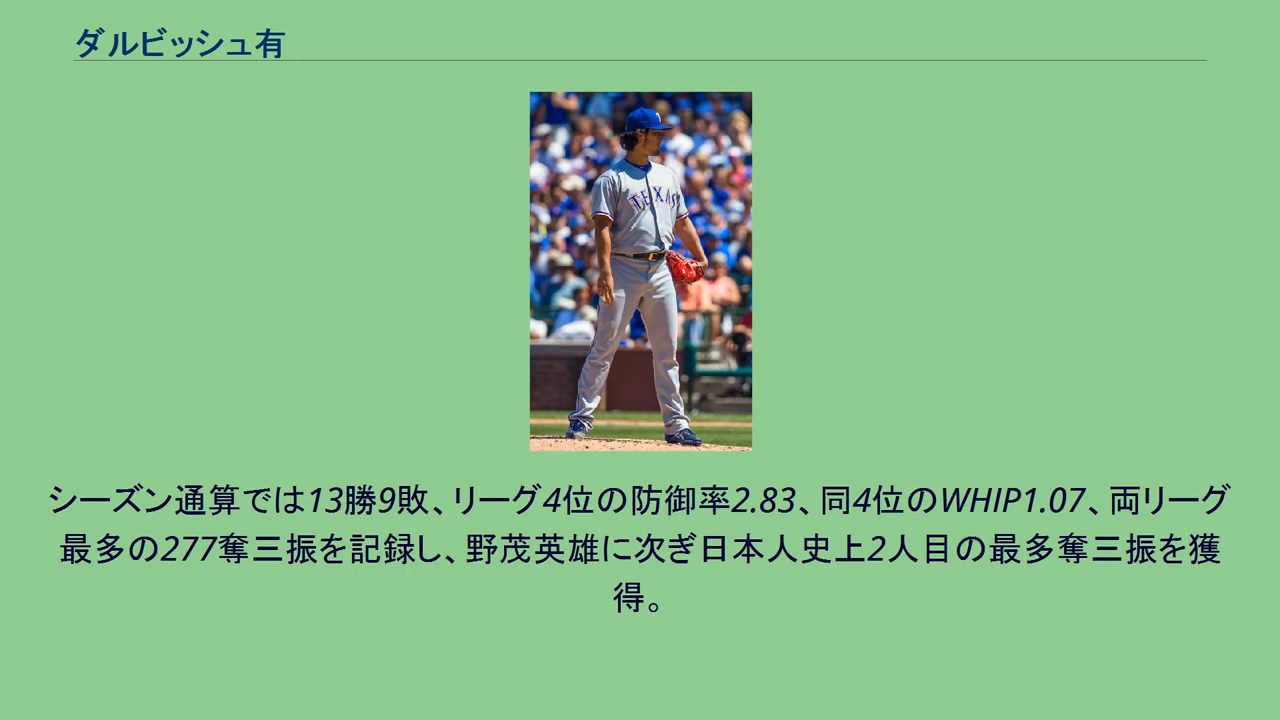 ダルビッシュ有
TEXAS
シーズン通算では13勝9敗、リーグ4位の防御率2.83、同4位のWHIP1.07、両リーグ
最多の277奪三振を記録し、野茂英雄に次ぎ日本人史上2人目の最多奪三振を獲
得。